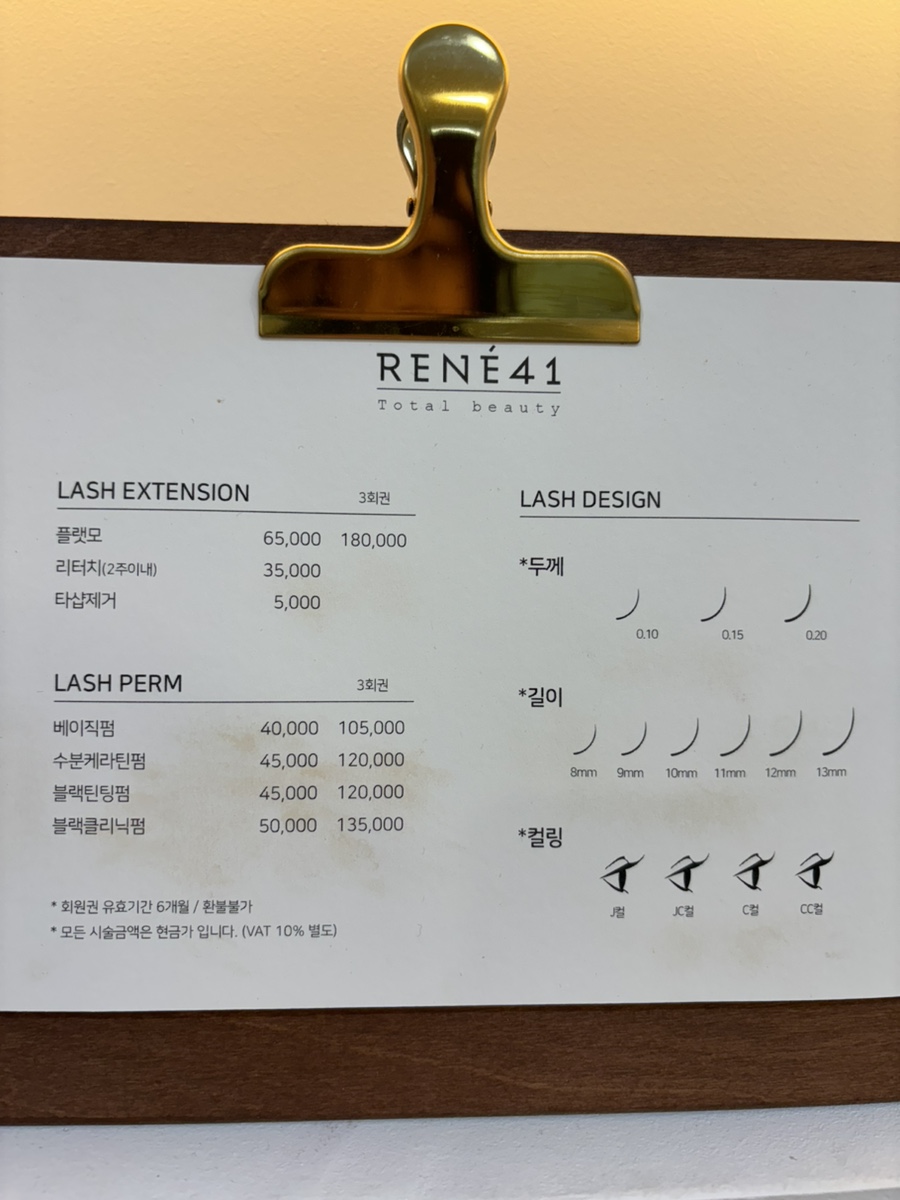 RENÉ41
Total beauty
LASH EXTENSION 3회권
플랫모 65,000 180,000
리터치(2주이내) 35,000
타샵제거 5,000
LASH PERM 3회권
베이직펌 40,000 105,000
수분케라틴펌 45,000 120,000
블랙틴팅펌 45,000 120,000
블랙클리닉펌 50,000 135,000
* 회원권 유효기간 6개월 / 환불불가
* 모든 시술금액은 현금가 입니다. (VAT 10% 별도)
LASH DESIGN
*두께
0.10 0.15 0.20
*길이
8mm 9mm 10mm 11mm 12mm 13mm
*컬링
J컬 JC컬 C컬 CC컬